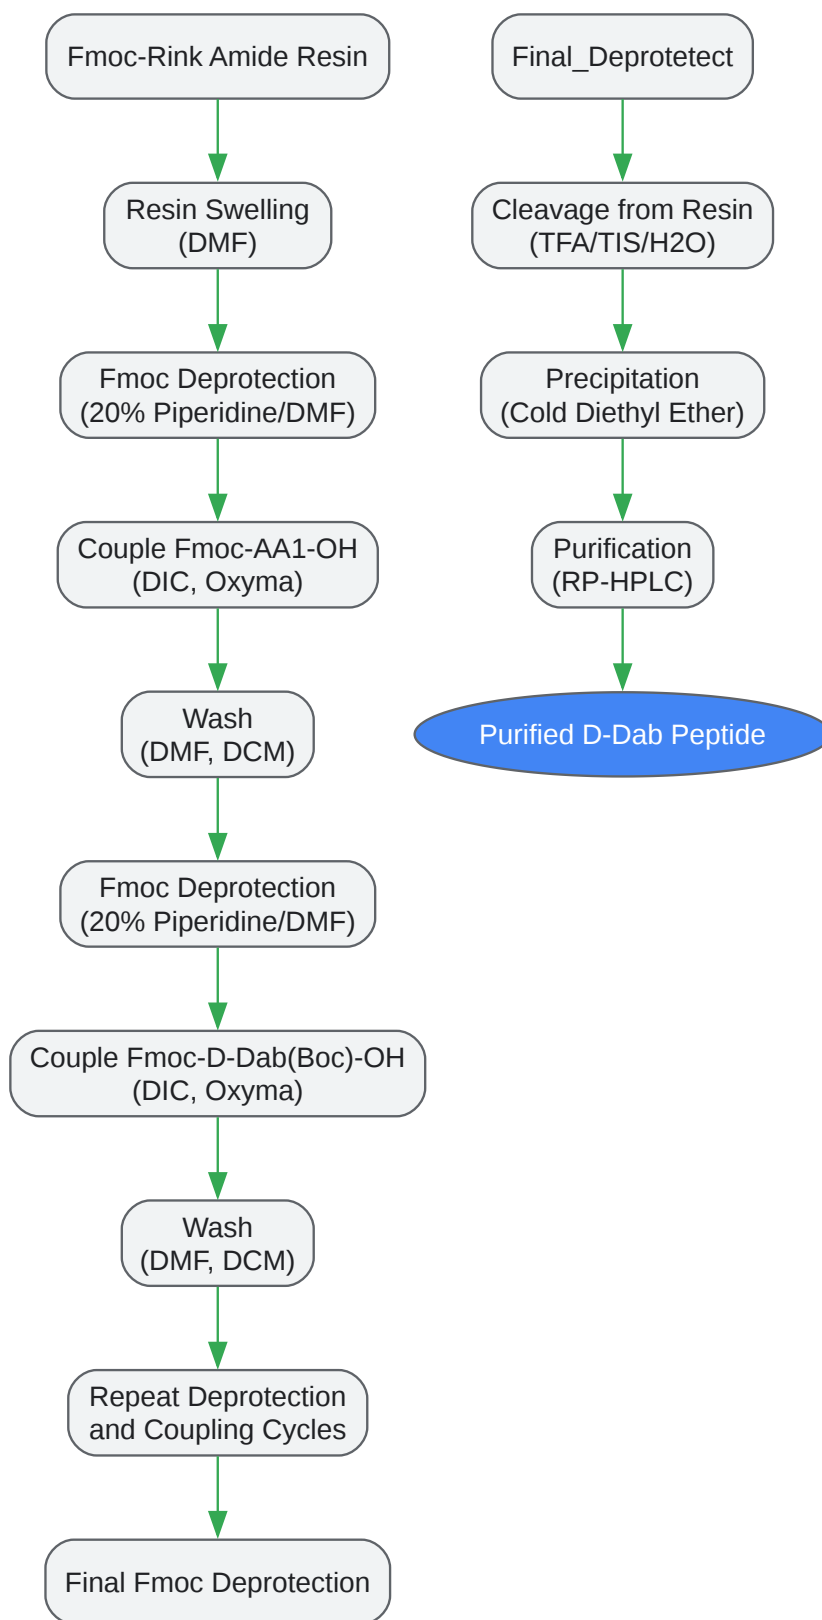 Fmoc-Rink Amide Resin
Resin Swelling
(DMF)
Fmoc Deprotection
(20% Piperidine/DMF)
Couple Fmoc-AA1-OH
(DIC, Oxyma)
Wash
(DMF, DCM)
Fmoc Deprotection
(20% Piperidine/DMF)
Couple Fmoc-D-Dab(Boc)-OH
(DIC, Oxyma)
Wash
(DMF, DCM)
Repeat Deprotection
and Coupling Cycles
Final Fmoc Deprotection
Final_Deprotetect
Cleavage from Resin
(TFA/TIS/H2O)
Precipitation
(Cold Diethyl Ether)
Purification
(RP-HPLC)
Purified D-Dab Peptide